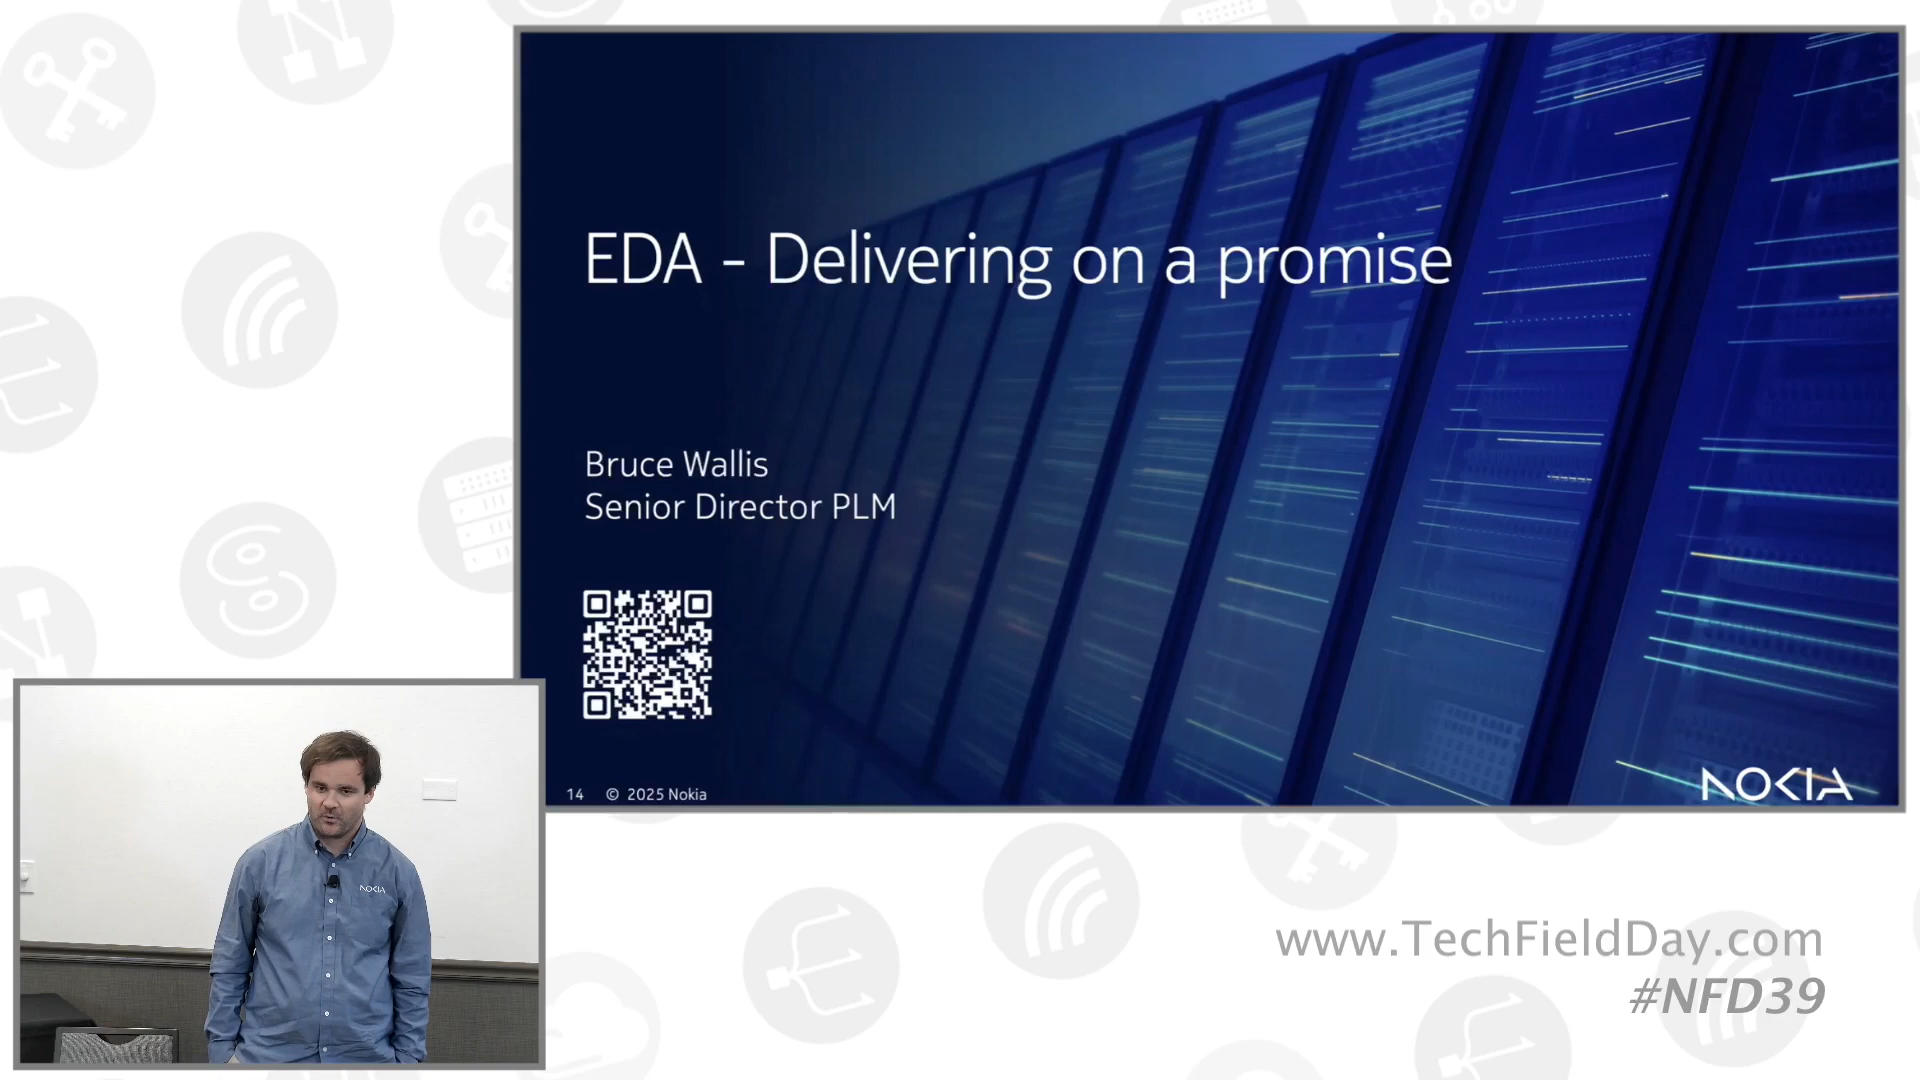 EDA - Delivering on a promise
Bruce Wallis
Senior Director PLM
14 © 2025 Nokia
NOKIA
NOKIA
www.TechFieldDay.com
#NFD39